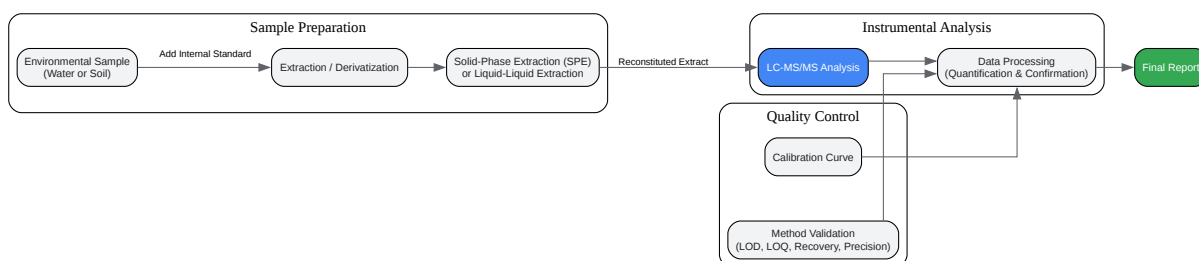 Sample Preparation
Environmental Sample
(Water or Soil)
Add Internal Standard
Extraction / Derivatization
Solid-Phase Extraction (SPE)
or Liquid-Liquid Extraction
Reconstituted Extract
Instrumental Analysis
LC-MS/MS Analysis
Data Processing
(Quantification & Confirmation)
Final Report
Quality Control
Calibration Curve
Method Validation
(LOD, LOQ, Recovery, Precision)